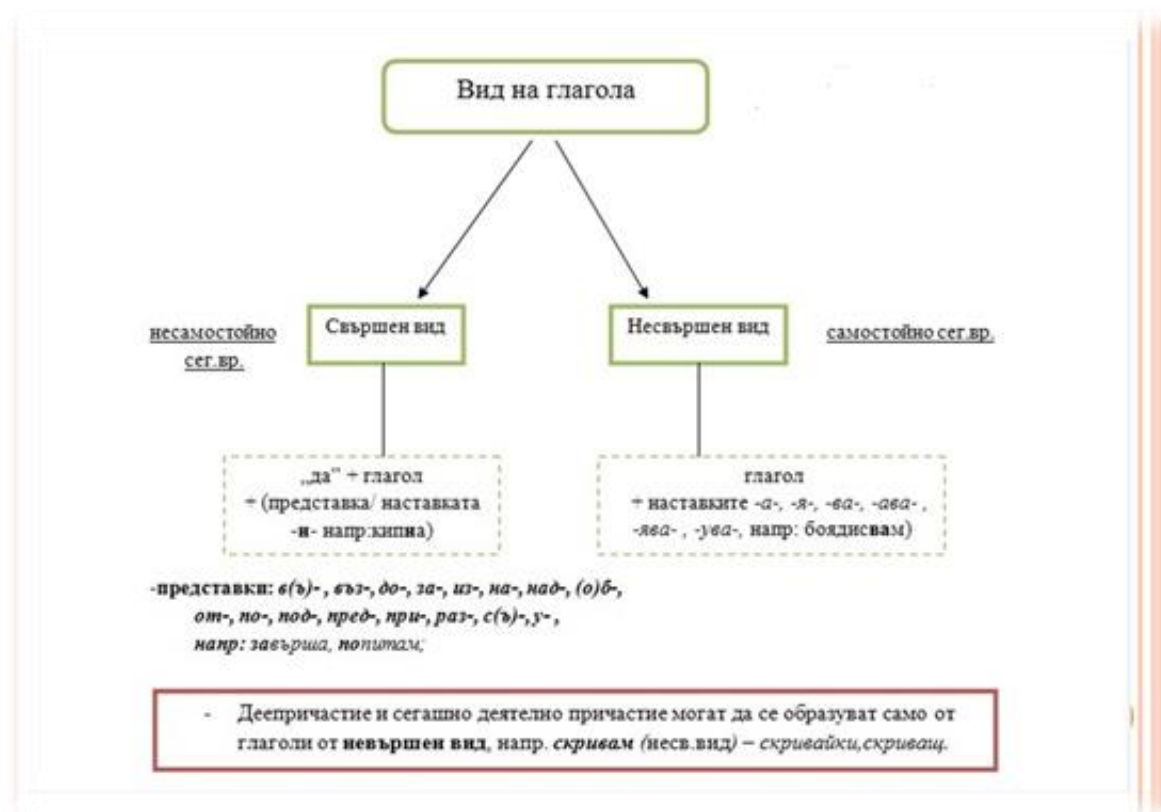 Вид на глагола
несамостойно
сег.вр.
Свършен вид
Несвършен вид
самостойно сег.вр.
„да“ + глагол
+ (представка/ наставката
-н- напр:кипна)
глагол
+ наставките -а-, -я-, -ва-, -ава- ,
-ява- , -ува-, напр: боядисвам)
-представки: в(ъ)- , въз-, до-, за-, из-, на-, над-, (о)б-,
от-, по-, под-, пред-, при-, раз-, с(ъ)-, у- ,
напр: завърша, попитам;
- Деепричастие и сегашно деятелно причастие могат да се образуват само от
глаголи от невършен вид, напр. скривам (несв.вид) – скривайки,скриващ.